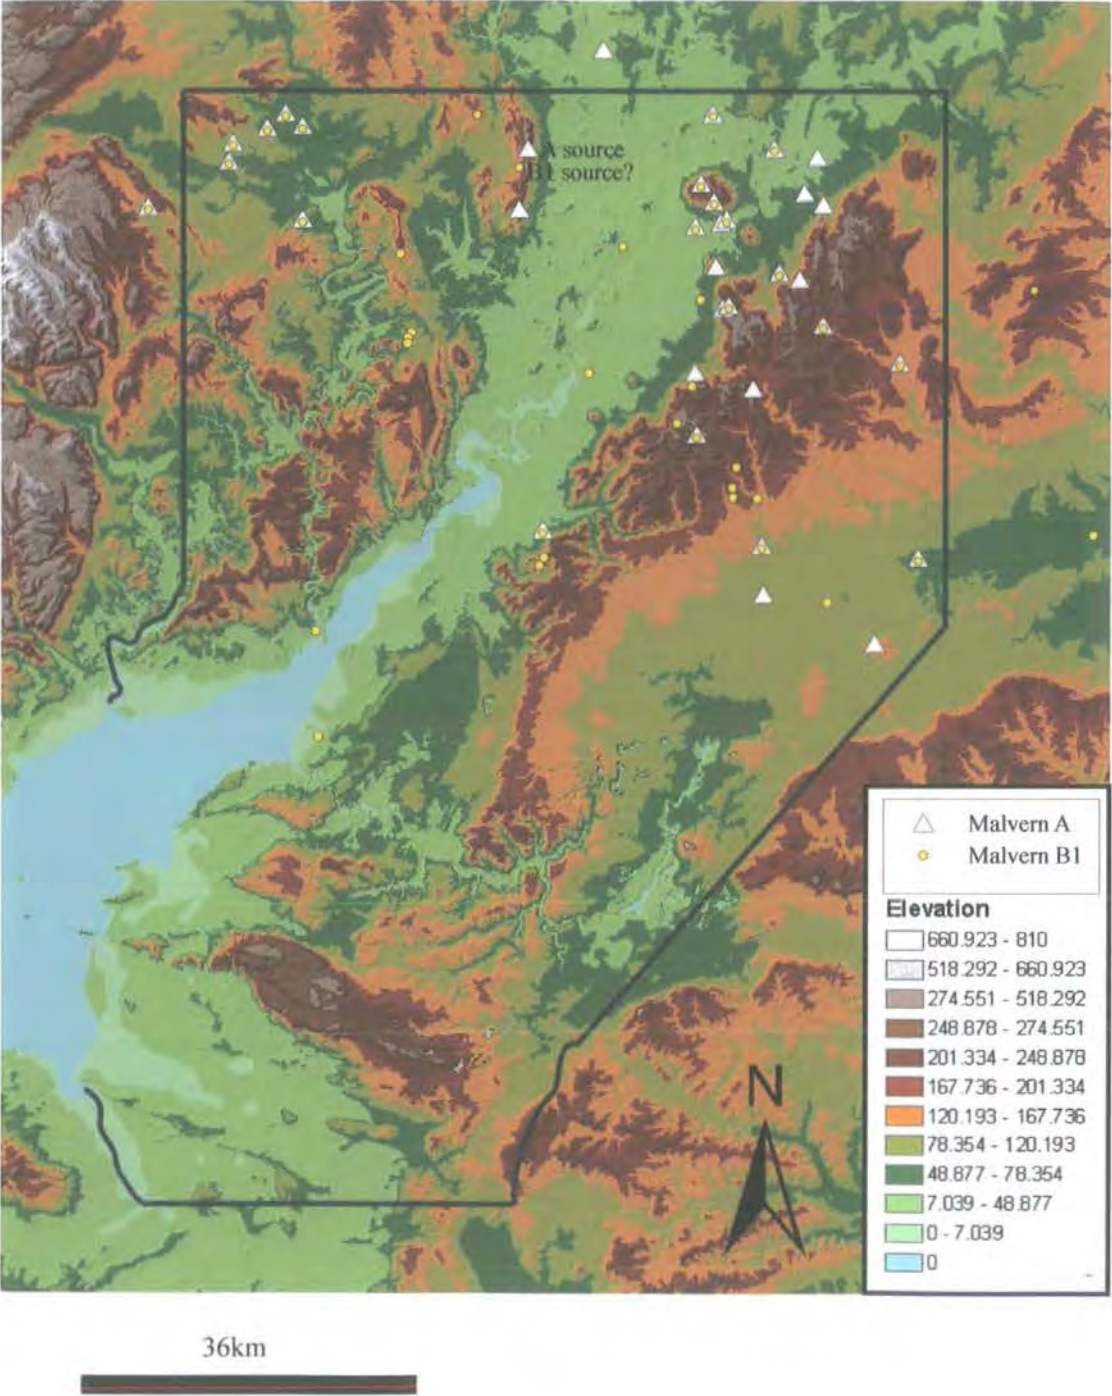 A source
B1 source?
Malvern A
Malvern B1
Elevation
660.923 - 810
518.292 - 660.923
274.551 - 518.292
248.878 - 274.551
201.334 - 248.878
167.736 - 201.334
120.193 - 167.736
78.354 - 120.193
48.877 - 78.354
7.039 - 48.877
0 - 7.039
0
N
36km